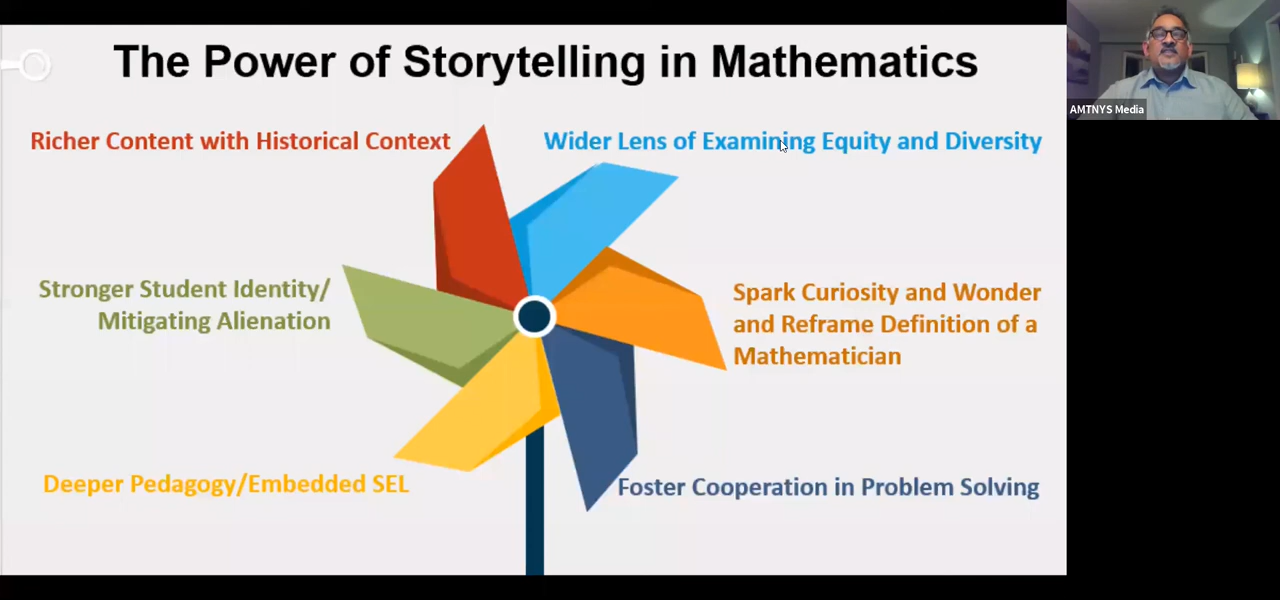 The Power of Storytelling in Mathematics
AMTNYS Media
Richer Content with Historical Context
Wider Lens of Examining Equity and Diversity
Stronger Student Identity/
Mitigating Alienation
Spark Curiosity and Wonder
and Reframe Definition of a
Mathematician
Deeper Pedagogy/Embedded SEL
Foster Cooperation in Problem Solving